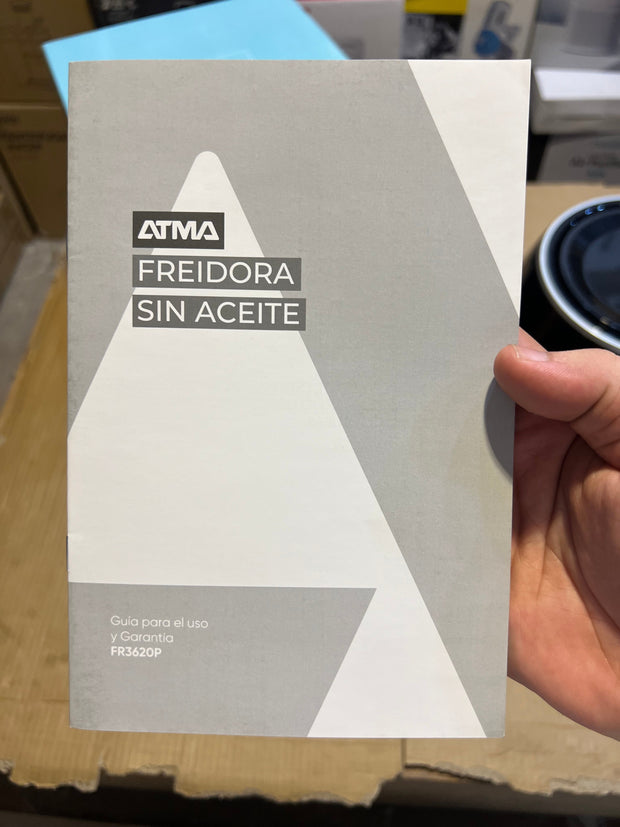 ATMA
FREIDORA
SIN ACEITE
Guía para el uso
y Garantía
FR3620P